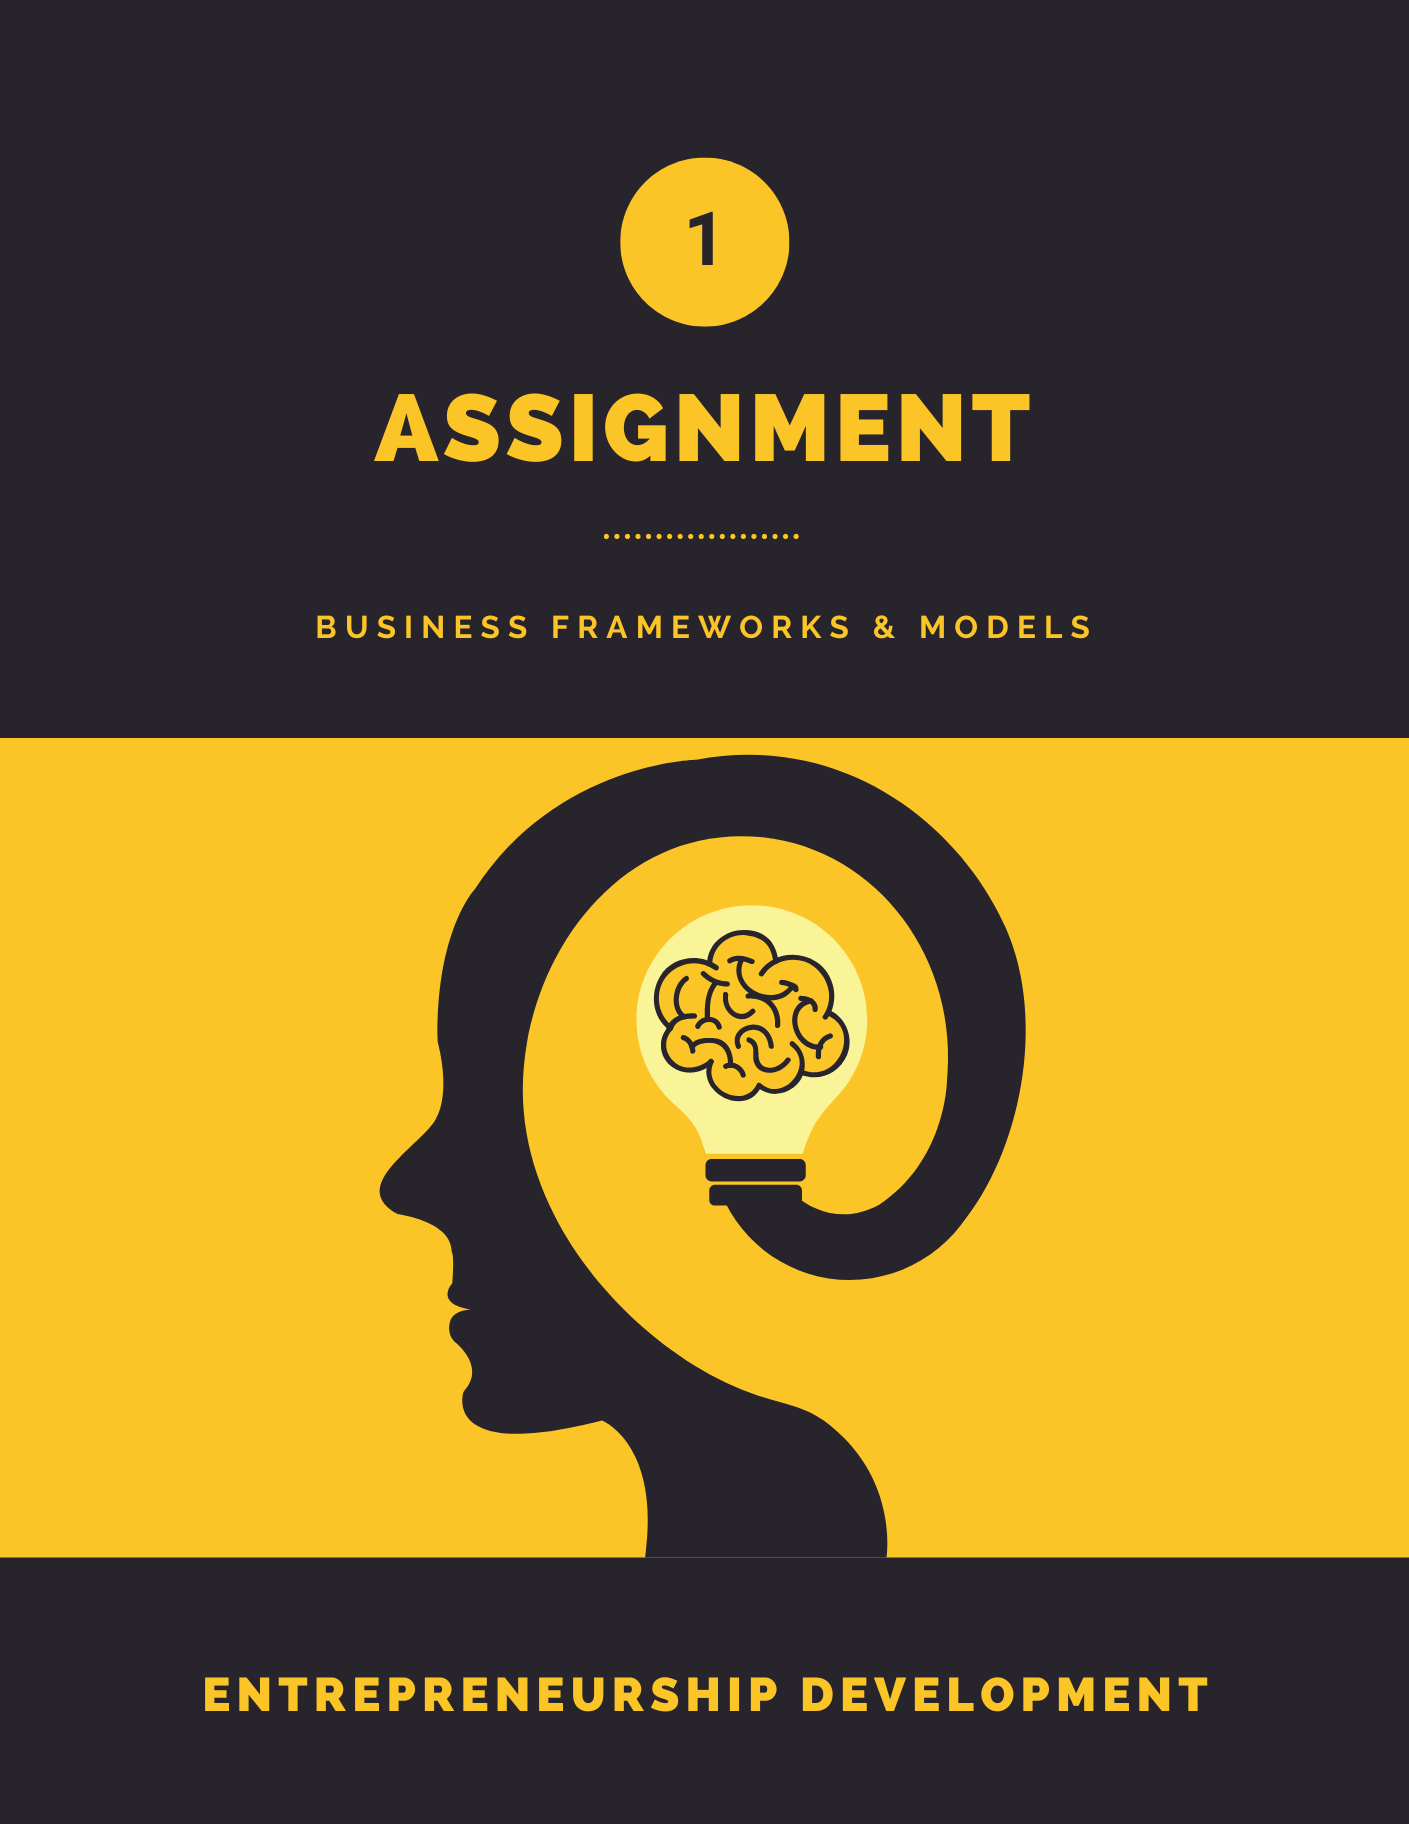 1
ASSIGNMENT
BUSINESS FRAMEWORKS & MODELS
ENTREPRENEURSHIP DEVELOPMENT